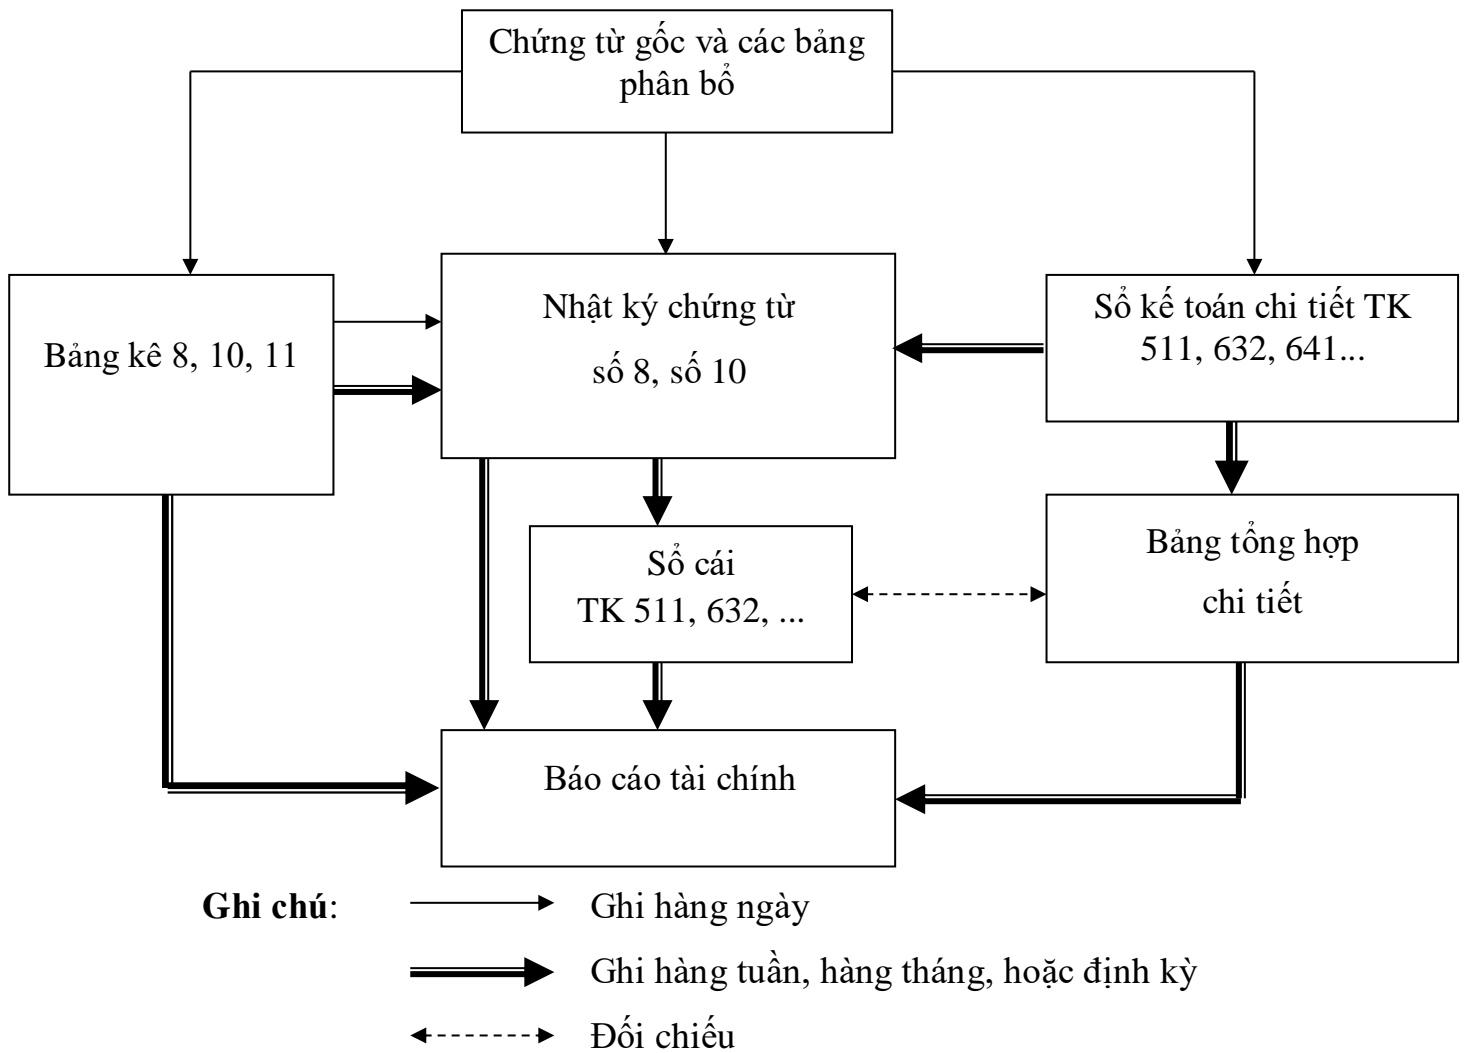 Chứng từ gốc và các bảng
phân bổ
Bảng kê 8, 10, 11
Nhật ký chứng từ
số 8, số 10
Sổ kế toán chi tiết TK
511, 632, 641...
Sổ cái
TK 511, 632, ...
Bảng tổng hợp
chi tiết
Báo cáo tài chính
Ghi chú:
Ghi hàng ngày
Ghi hàng tuần, hàng tháng, hoặc định kỳ
Đối chiếu